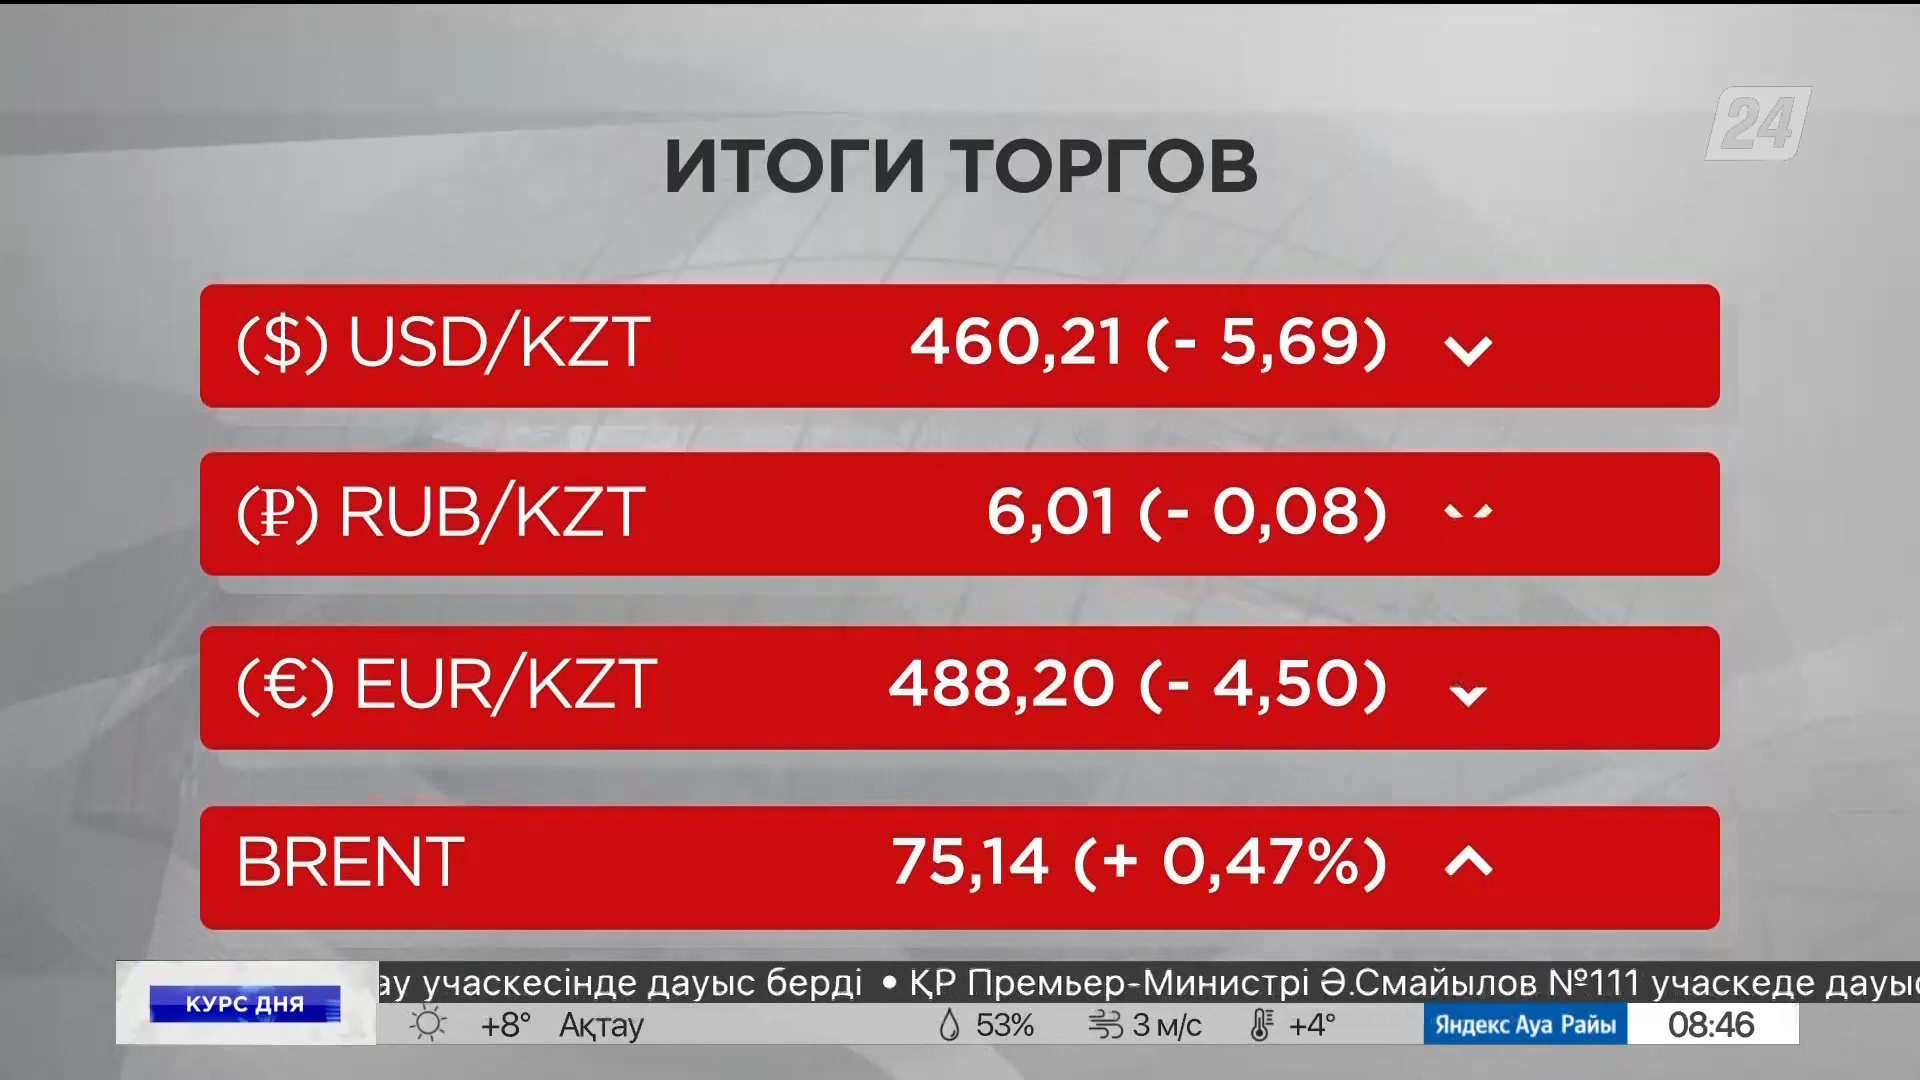 24
ИТОГИ ТОРГОВ
($) USD/KZT 460,21 (- 5,69)
(₽) RUB/KZT 6,01 (- 0,08)
(€) EUR/KZT 488,20 (- 4,50)
BRENT 75,14 (+ 0,47%)
КУРС ДНЯ
ау учаскесінде дауыс берді • ҚР Премьер-Министрі Ә.Смайылов №111 учаскеде дауыс
+8° Ақтау 53% 3 м/с +4° Яндекс Ауа Райы 08:46